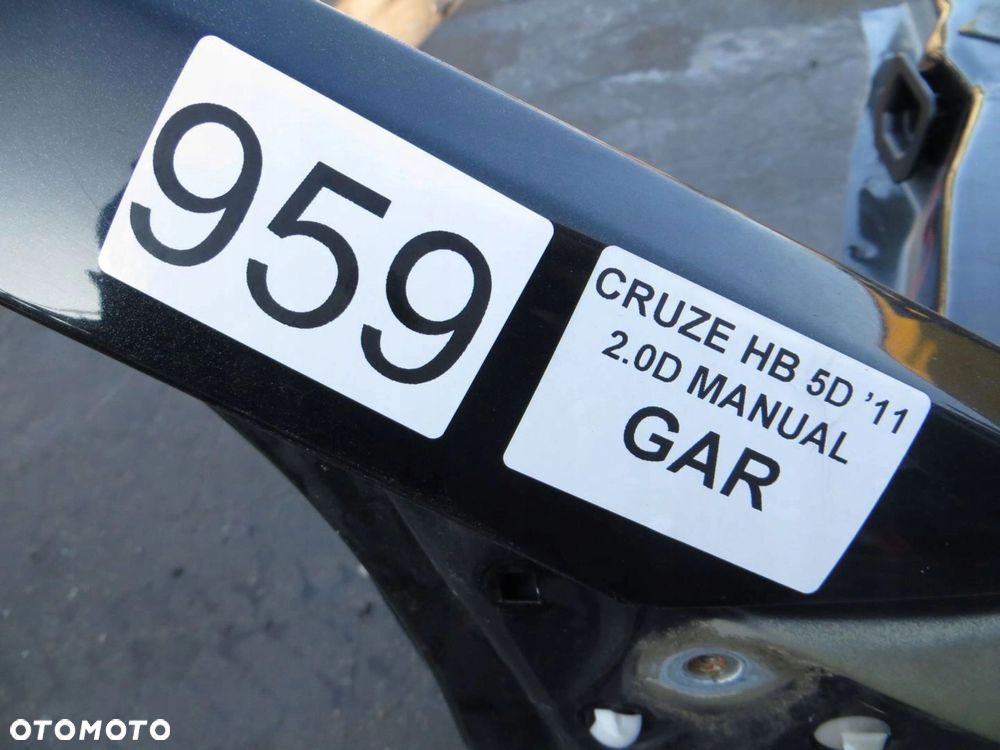 959
CRUZE HB 5D '11
2.0D MANUAL
GAR
OTOMOTO